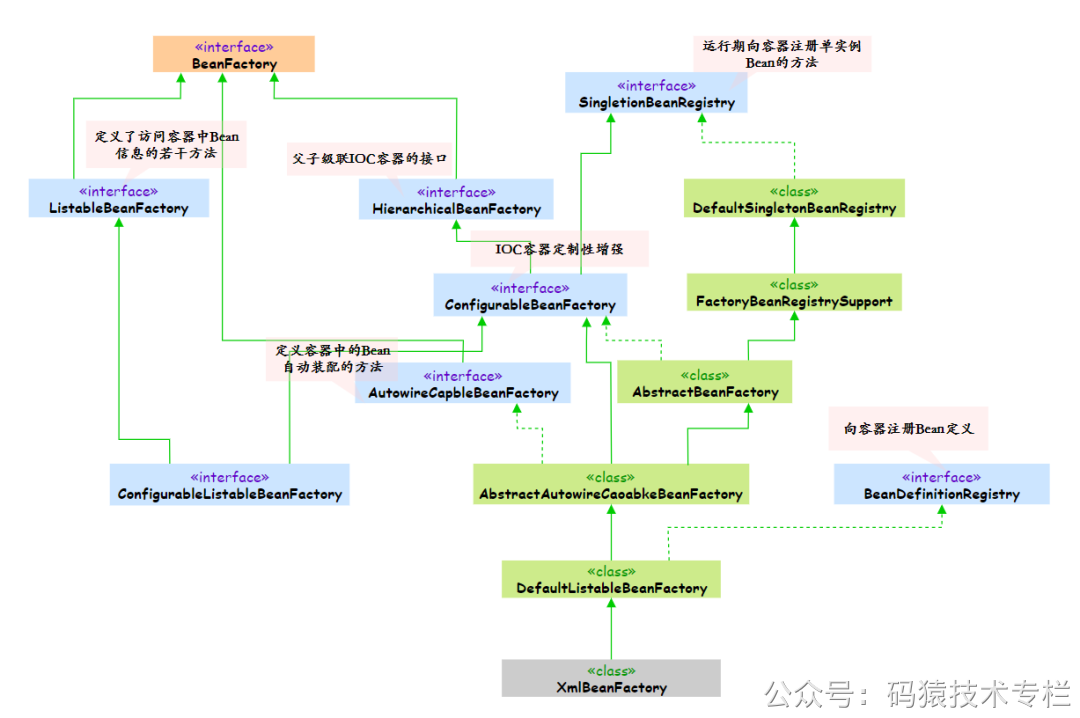 «interface»
BeanFactory
运行期向容器注册单实例
Bean的方法
«interface»
SingletionBeanRegistry
定义了访问容器中Bean
信息的若干方法
父子级联IOC容器的接口
«interface»
ListableBeanFactory
«interface»
HierarchicalBeanFactory
«class»
DefaultSingletonBeanRegistry
IOC容器定制性增强
«interface»
ConfigurableBeanFactory
«class»
FactoryBeanRegistrySupport
定义容器中的Bean
自动装配的方法
«interface»
AutowireCapbleBeanFactory
«class»
AbstractBeanFactory
向容器注册Bean定义
«interface»
ConfigurableListableBeanFactory
«class»
AbstractAutowireCaoabkeBeanFactory
«interface»
BeanDefinitionRegistry
«class»
DefaultListableBeanFactory
«class»
XmlBeanFactory
公众号：码猿技术专栏